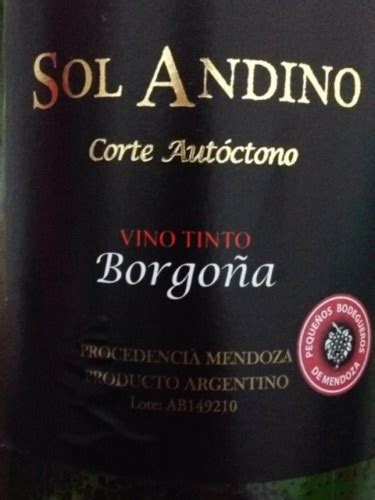 SOL ANDINO
Corte Autóctono
VINO TINTO
Borgoña
PEQUEÑOS BODEGUEROS
DE MENDOZA
PROCEDENCIA MENDOZA
PRODUCTO ARGENTINO
Lote: AB149210